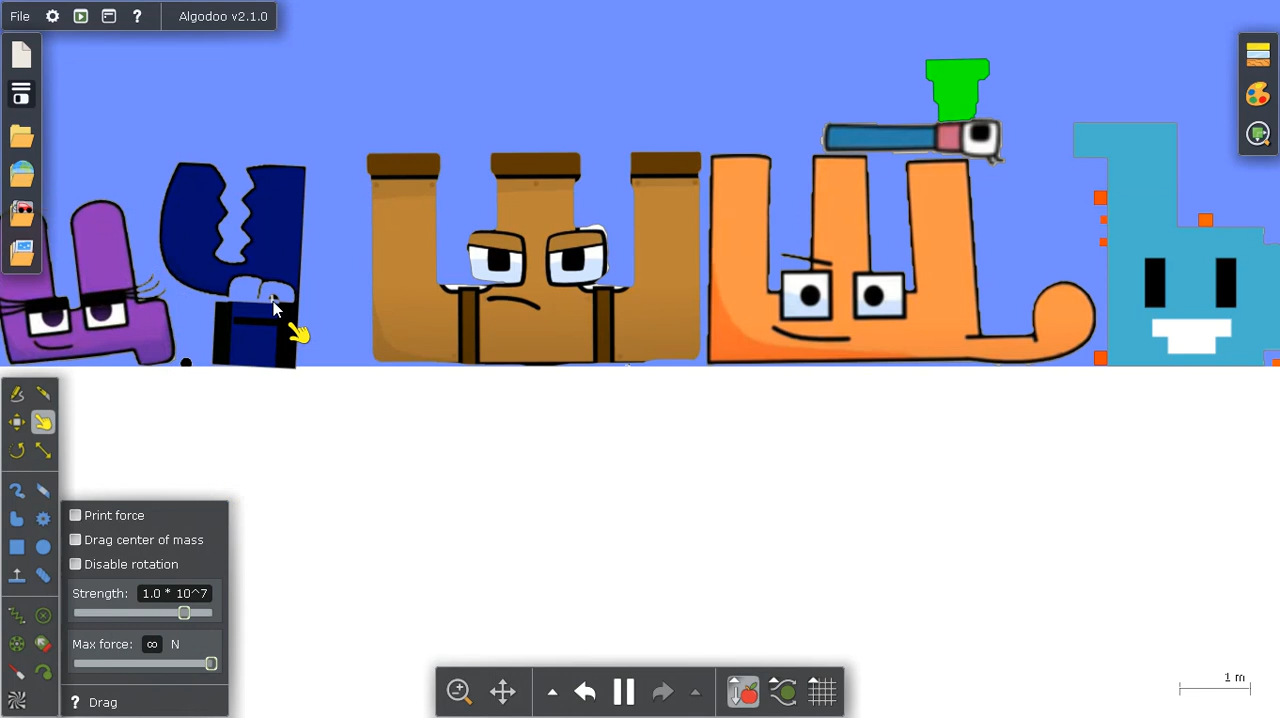 File ? Algodoo v2.1.0
Print force
Drag center of mass
Disable rotation
Strength: 1.0 * 10^7
Max force: ∞ N
? Drag
1 m